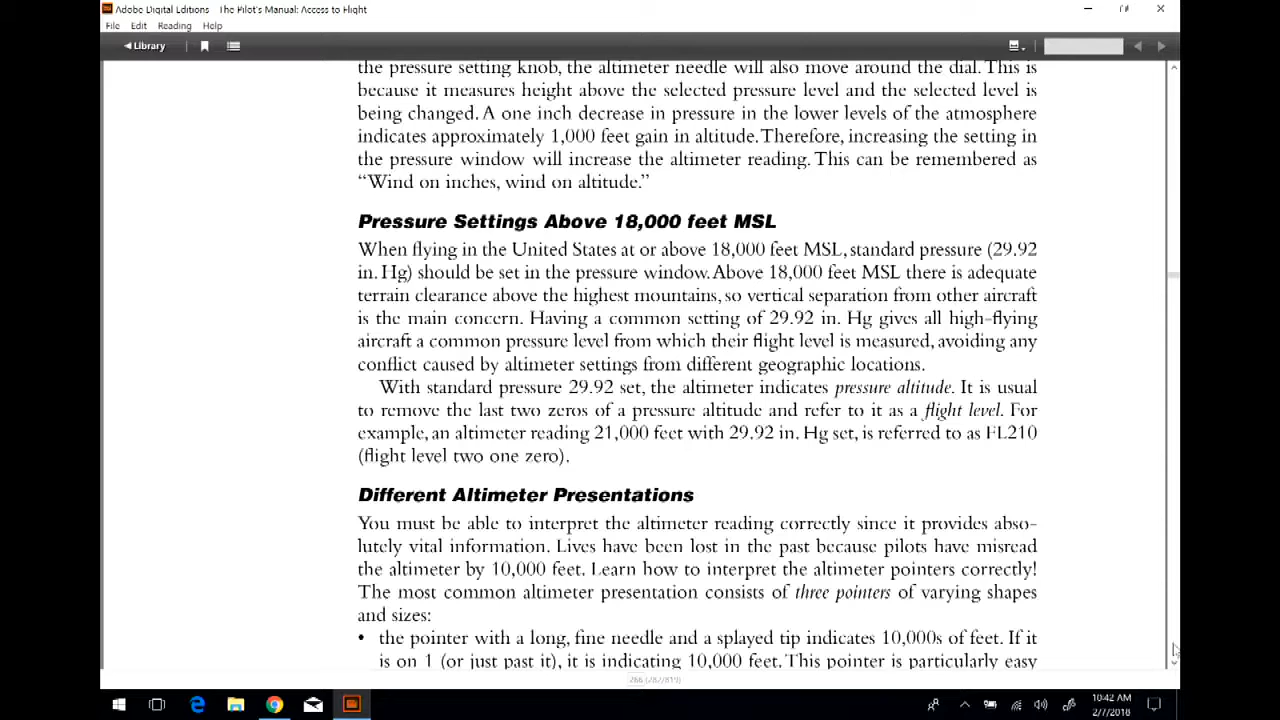 Adobe Digital Editions - The Pilot's Manual: Access to Flight
File Edit Reading Help
Library
the pressure setting knob, the altimeter needle will also move around the dial. This is
because it measures height above the selected pressure level and the selected level is
being changed. A one inch decrease in pressure in the lower levels of the atmosphere
indicates approximately 1,000 feet gain in altitude. Therefore, increasing the setting in
the pressure window will increase the altimeter reading. This can be remembered as
“Wind on inches, wind on altitude.”
Pressure Settings Above 18,000 feet MSL
When flying in the United States at or above 18,000 feet MSL, standard pressure (29.92
in. Hg) should be set in the pressure window. Above 18,000 feet MSL there is adequate
terrain clearance above the highest mountains, so vertical separation from other aircraft
is the main concern. Having a common setting of 29.92 in. Hg gives all high-flying
aircraft a common pressure level from which their flight level is measured, avoiding any
conflict caused by altimeter settings from different geographic locations.
With standard pressure 29.92 set, the altimeter indicates pressure altitude. It is usual
to remove the last two zeros of a pressure altitude and refer to it as a flight level. For
example, an altimeter reading 21,000 feet with 29.92 in. Hg set, is referred to as FL210
(flight level two one zero).
Different Altimeter Presentations
You must be able to interpret the altimeter reading correctly since it provides abso-
lutely vital information. Lives have been lost in the past because pilots have misread
the altimeter by 10,000 feet. Learn how to interpret the altimeter pointers correctly!
The most common altimeter presentation consists of three pointers of varying shapes
and sizes:
• the pointer with a long, fine needle and a splayed tip indicates 10,000s of feet. If it
is on 1 (or just past it), it is indicating 10,000 feet. This pointer is particularly easy
266 (287/819)
10:42 AM
2/7/2018